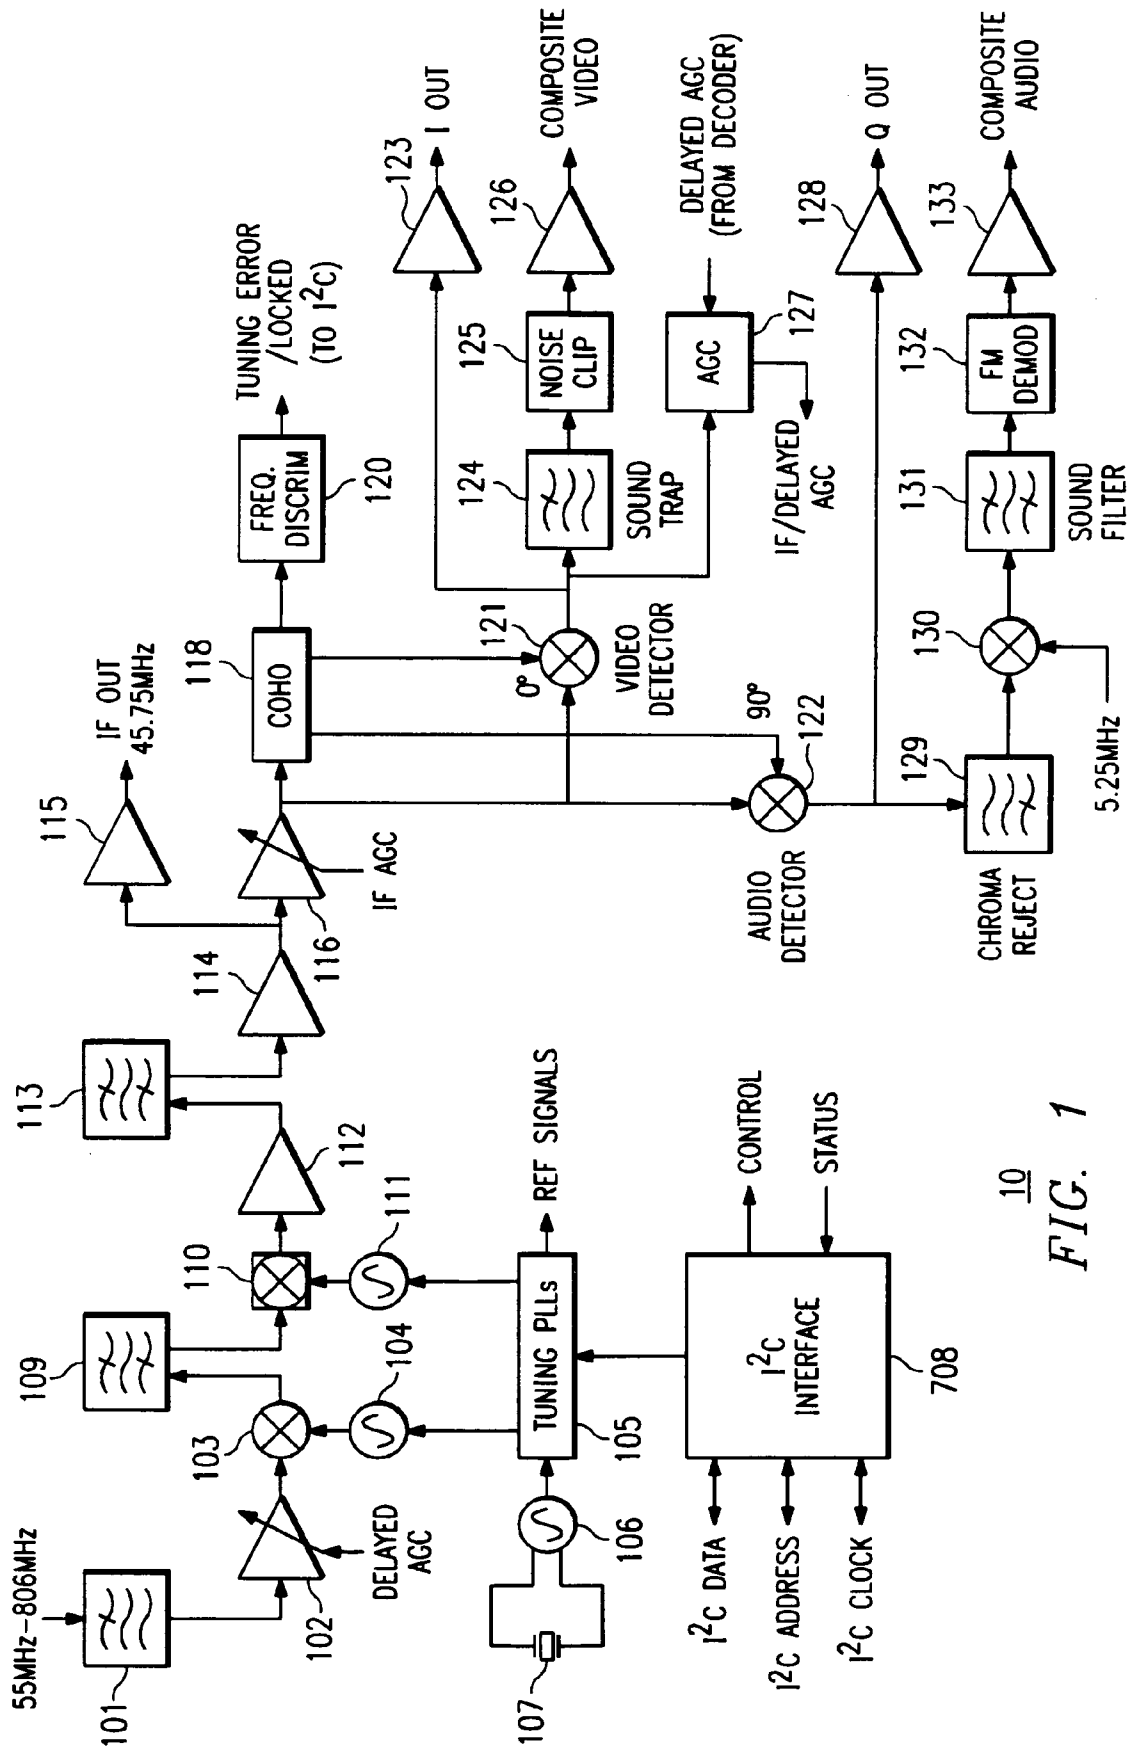 55MHz-806MHz
101
102
DELAYED
AGC
103
104
109
110
111
112
113
114
115
IF OUT
45.75MHz
116
IF AGC
118
COHO
FREQ.
DISCRIM
120
TUNING ERROR
/LOCKED
(TO I²C)
107
106
105
TUNING PLLs
REF SIGNALS
I²C
INTERFACE
708
CONTROL
STATUS
I²C DATA
I²C ADDRESS
I²C CLOCK
0°
121
VIDEO
DETECTOR
123
I OUT
124
SOUND
TRAP
125
NOISE
CLIP
126
COMPOSITE
VIDEO
AGC
127
DELAYED AGC
(FROM DECODER)
IF/DELAYED
AGC
90°
122
AUDIO
DETECTOR
128
Q OUT
129
CHROMA
REJECT
130
5.25MHz
131
SOUND
FILTER
132
FM
DEMOD
133
COMPOSITE
AUDIO
10
FIG. 1